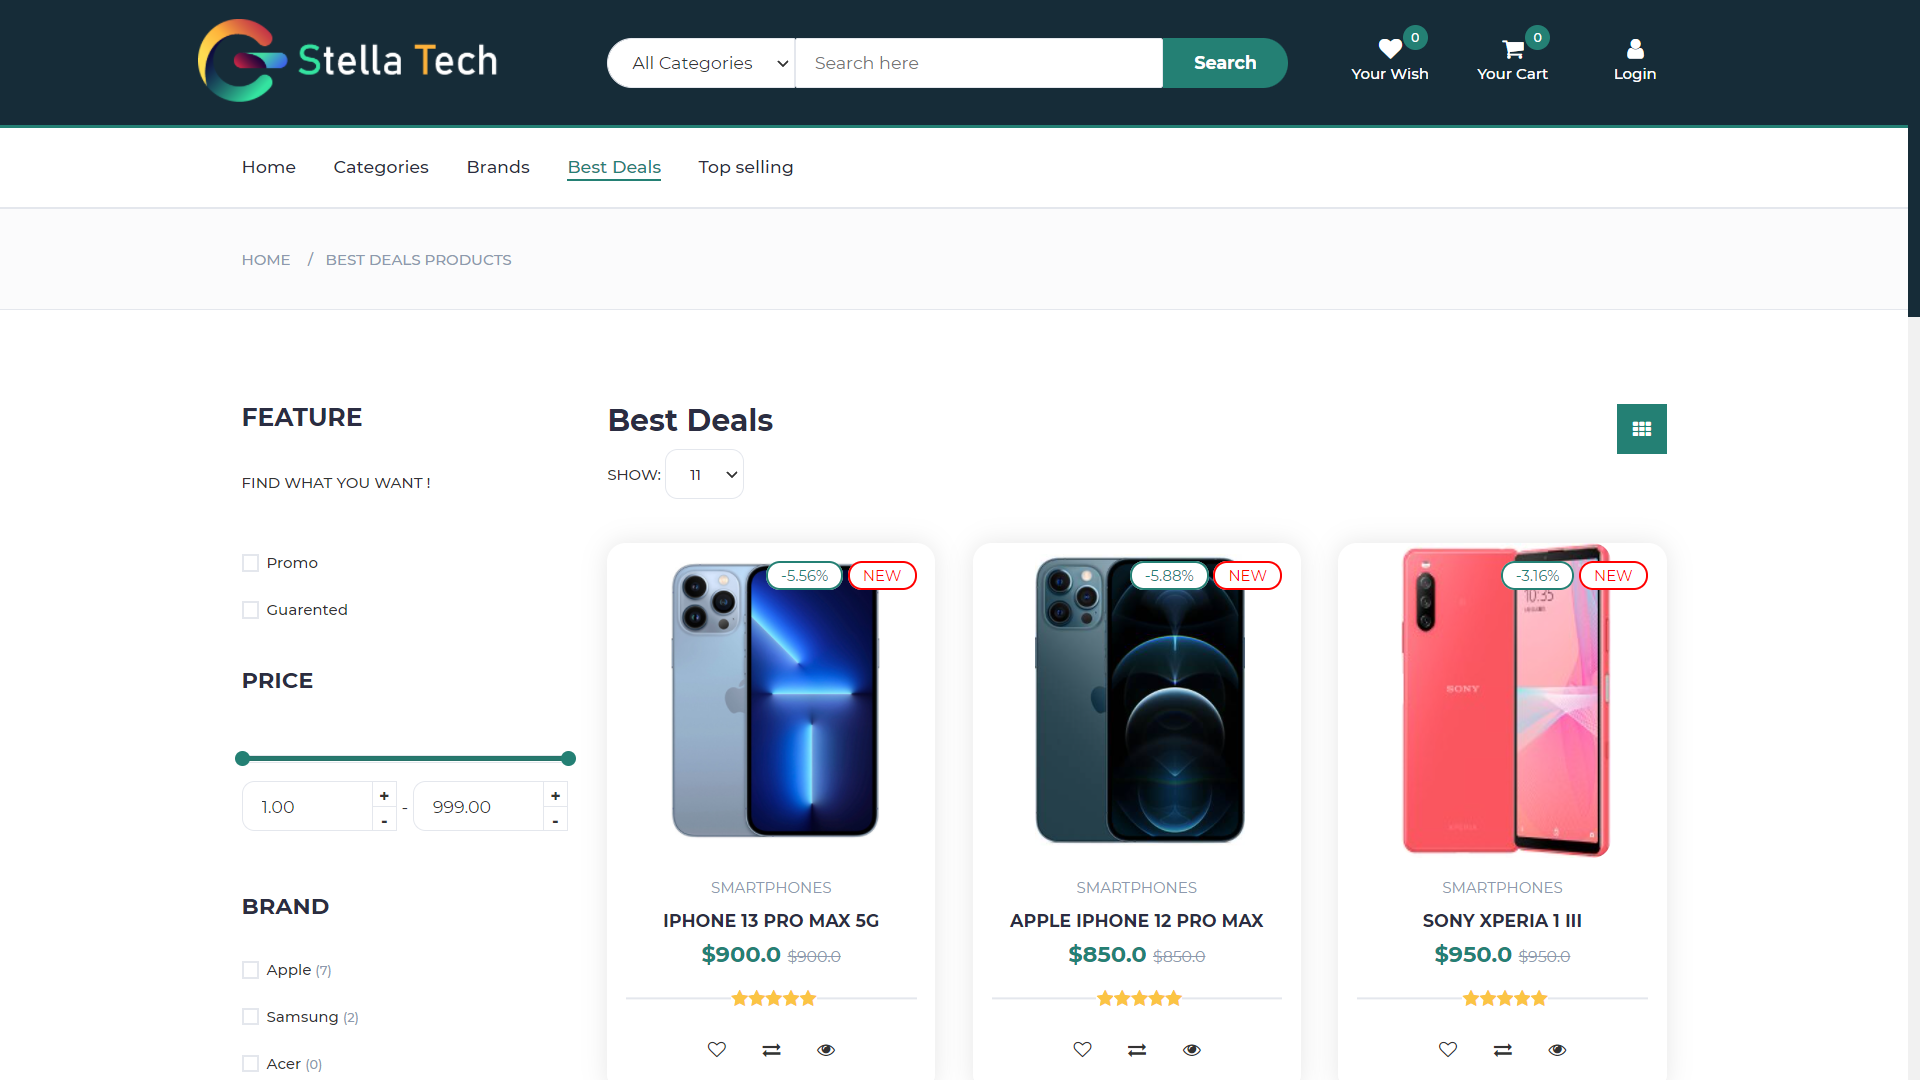 Stella Tech
All Categories
Search here
Search
0
Your Wish
0
Your Cart
Login
Home
Categories
Brands
Best Deals
Top selling
HOME / BEST DEALS PRODUCTS
FEATURE
FIND WHAT YOU WANT !
Promo
Guarented
PRICE
1.00 + - - 999.00 + -
BRAND
Apple (7)
Samsung (2)
Acer (0)
Best Deals
SHOW: 11
-5.56% NEW
SMARTPHONES
IPHONE 13 PRO MAX 5G
$900.0 $900.0
-5.88% NEW
SMARTPHONES
APPLE IPHONE 12 PRO MAX
$850.0 $850.0
-3.16% NEW
10:35
SONY
XPERIA
SMARTPHONES
SONY XPERIA 1 III
$950.0 $950.0